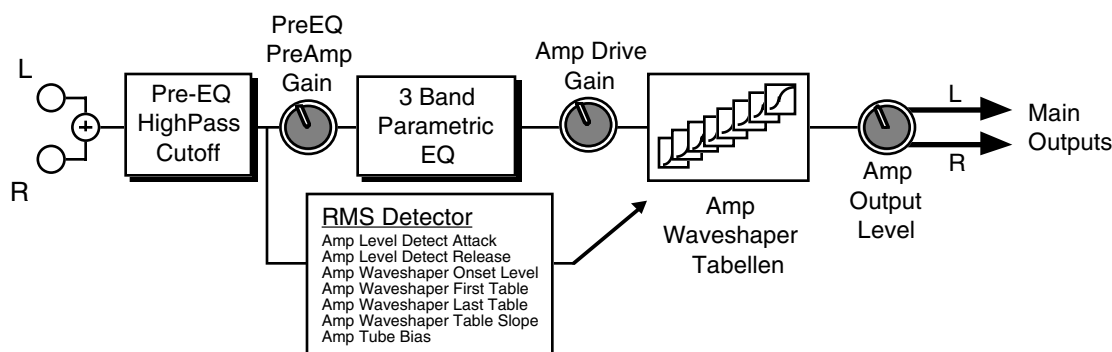 L
R
+
Pre-EQ
HighPass
Cutoff
PreEQ
PreAmp
Gain
3 Band
Parametric
EQ
Amp Drive
Gain
Amp
Waveshaper
Tabellen
L
R
Main
Outputs
Amp
Output
Level
RMS Detector
Amp Level Detect Attack
Amp Level Detect Release
Amp Waveshaper Onset Level
Amp Waveshaper First Table
Amp Waveshaper Last Table
Amp Waveshaper Table Slope
Amp Tube Bias